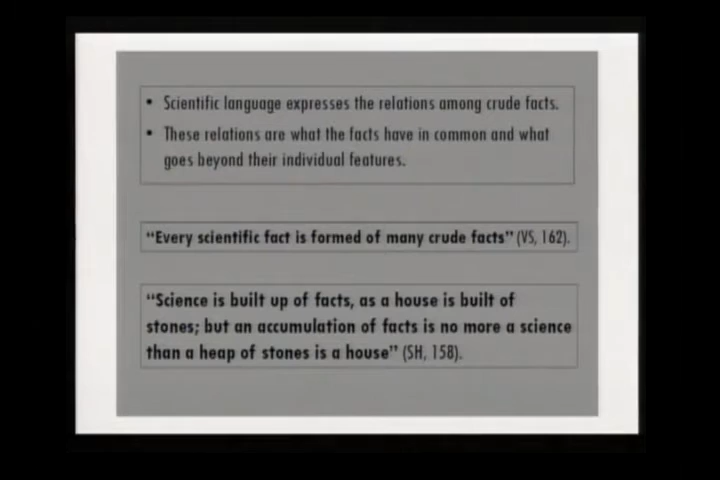 • Scientific language expresses the relations among crude facts.
• These relations are what the facts have in common and what
goes beyond their individual features.
“Every scientific fact is formed of many crude facts” (VS, 162).
“Science is built up of facts, as a house is built of
stones; but an accumulation of facts is no more a science
than a heap of stones is a house” (SH, 158).